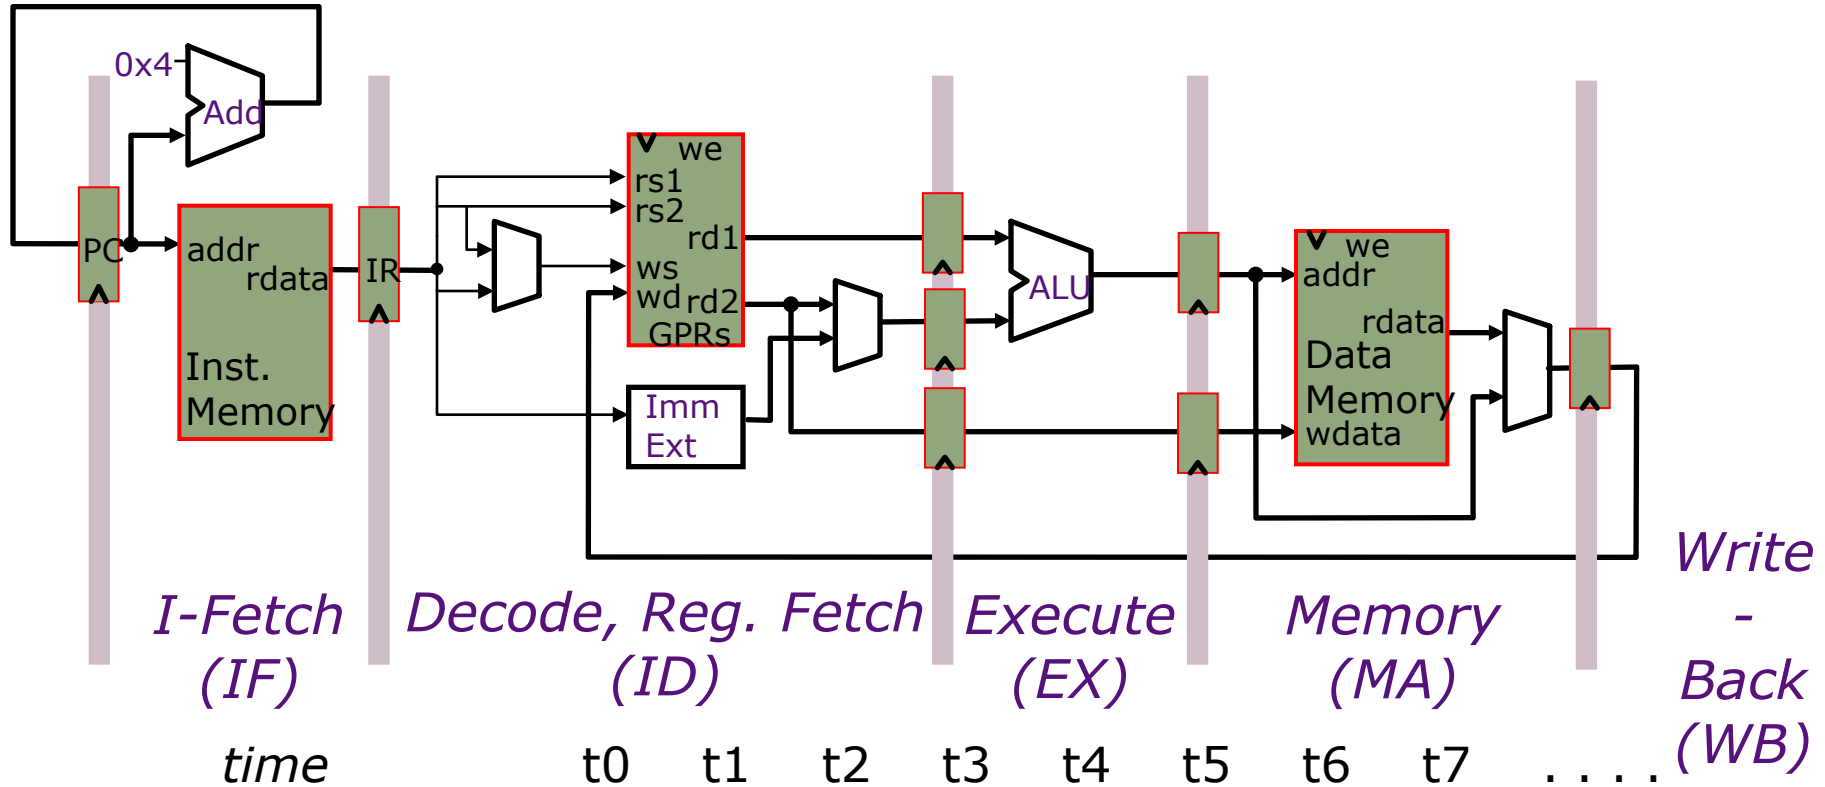 0x4
Add
PC
addr
rdata
Inst.
Memory
IR
we
rs1
rs2
rd1
ws
wd
rd2
GPRs
Imm
Ext
ALU
we
addr
rdata
Data
Memory
wdata
I-Fetch
(IF)
Decode, Reg. Fetch
(ID)
Execute
(EX)
Memory
(MA)
Write
-
Back
(WB)
time t0 t1 t2 t3 t4 t5 t6 t7 . . . .